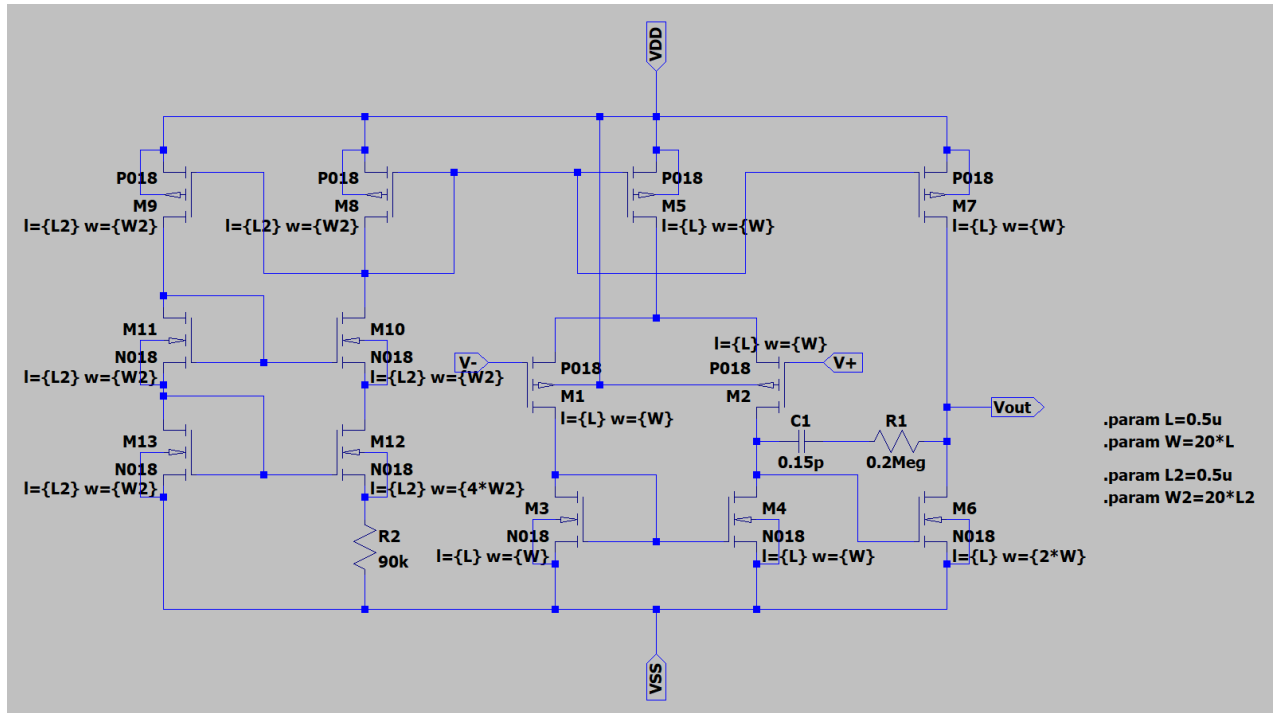 VDD
P018
M9
l={L2} w={W2}
P018
M8
l={L2} w={W2}
P018
M5
l={L} w={W}
P018
M7
l={L} w={W}
M11
N018
l={L2} w={W2}
M10
N018
l={L2} w={W2}
V-
P018
M1
l={L} w={W}
l={L} w={W}
P018
M2
V+
Vout
C1
0.15p
R1
0.2Meg
.param L=0.5u
.param W=20*L
.param L2=0.5u
.param W2=20*L2
M13
N018
l={L2} w={W2}
M12
N018
l={L2} w={4*W2}
M3
N018
l={L} w={W}
M4
N018
l={L} w={W}
M6
N018
l={L} w={2*W}
R2
90k
VSS